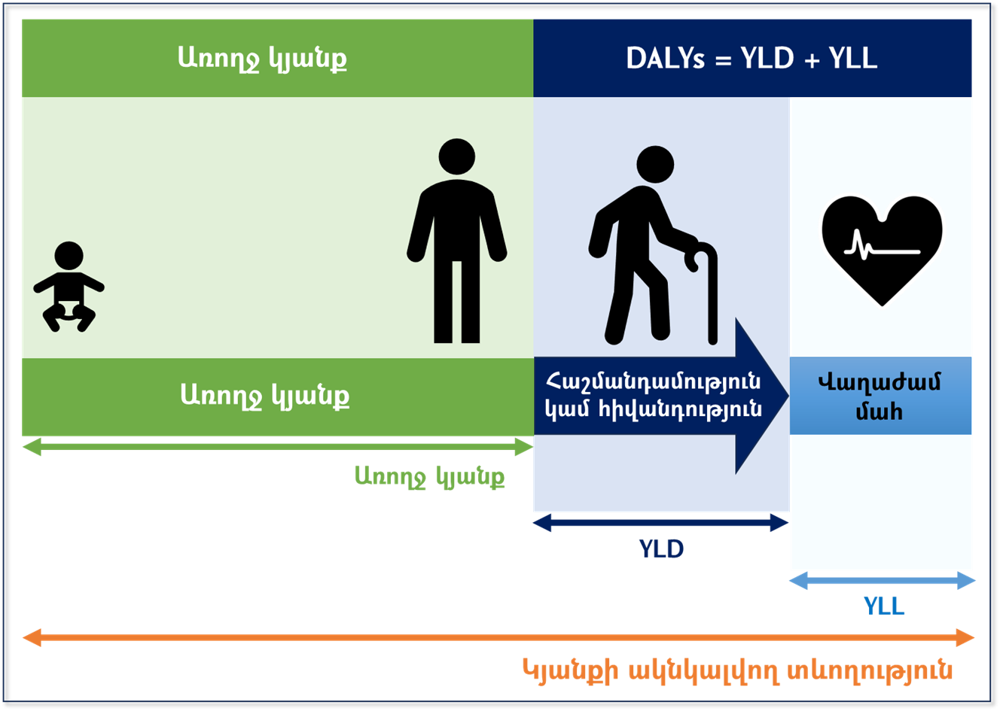 Առողջ կյանք
DALYs = YLD + YLL
Առողջ կյանք
Հաշմանդամություն
կամ հիվանդություն
Վաղաժամ
մահ
Առողջ կյանք
YLD
YLL
Կյանքի ակնկալվող տևողություն